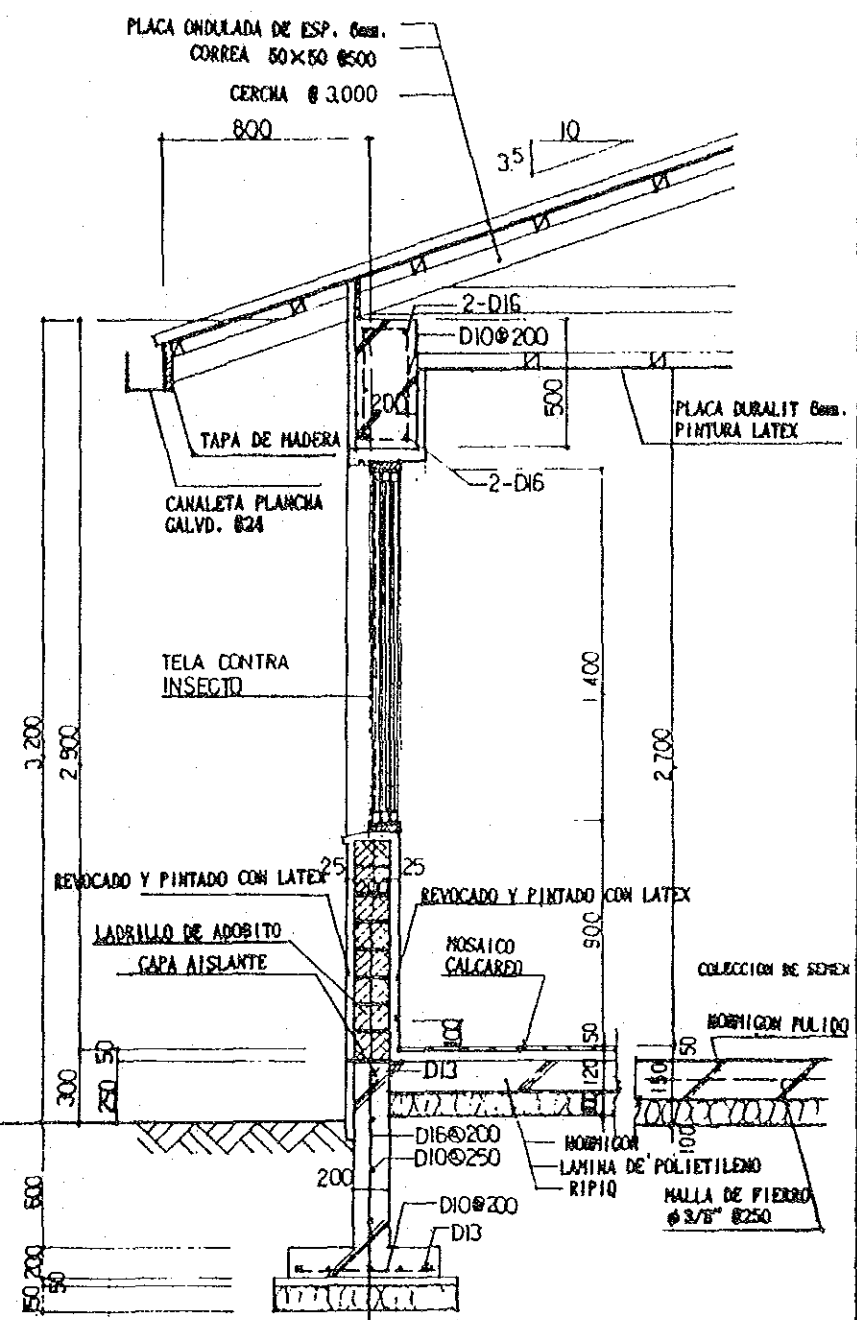 PLACA ONDULADA DE ESP. 6mm.
CORREA 50×50 @500
CERCHA @ 3.000
800
10
3.5
2-D16
D10@200
200
500
PLACA DURALIT 6mm.
PINTURA LATEX
TAPA DE MADERA
2-D16
CANALETA PLANCHA
GALVD. #24
TELA CONTRA
INSECTO
1.400
3.200
2.900
2.700
25
25
200
REVOCADO Y PINTADO CON LATEX
REVOCADO Y PINTADO CON LATEX
LADRILLO DE ADOBITO
900
MOSAICO
CALCAREO
CAPA AISLANTE
COLECCION DE SEMEX
100
HORMIGON PULIDO
50
50
50
300
250
D13
120
150
100
D16@200
HORMIGON
D10@250
LAMINA DE POLIETILENO
200
RIPIO
600
MALLA DE FIERRO
ø 3/8" @250
D10@200
D13
200
50
150